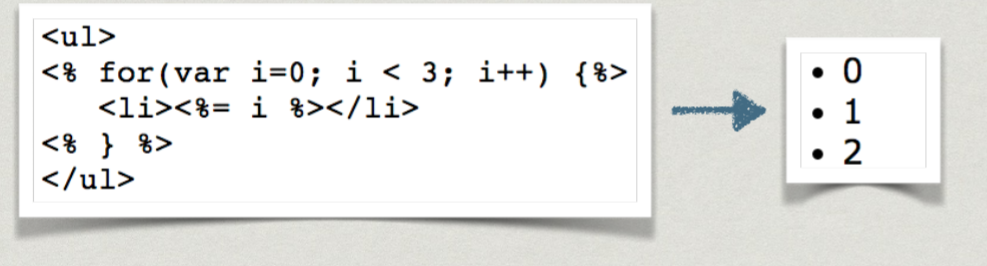 <ul>
<% for(var i=0; i < 3; i++) {%>
   <li><%= i %></li>
<% } %>
</ul>
• 0
• 1
• 2